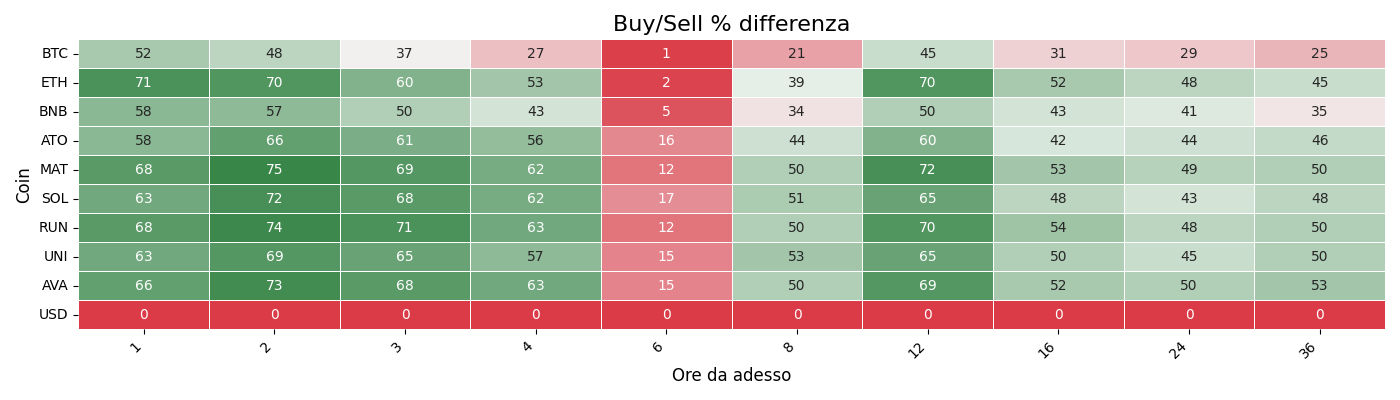 Buy/Sell % differenza
Coin
BTC 52 48 37 27 1 21 45 31 29 25
ETH 71 70 60 53 2 39 70 52 48 45
BNB 58 57 50 43 5 34 50 43 41 35
ATO 58 66 61 56 16 44 60 42 44 46
MAT 68 75 69 62 12 50 72 53 49 50
SOL 63 72 68 62 17 51 65 48 43 48
RUN 68 74 71 63 12 50 70 54 48 50
UNI 63 69 65 57 15 53 65 50 45 50
AVA 66 73 68 63 15 50 69 52 50 53
USD 0 0 0 0 0 0 0 0 0 0
1 2 3 4 6 8 12 16 24 36
Ore da adesso